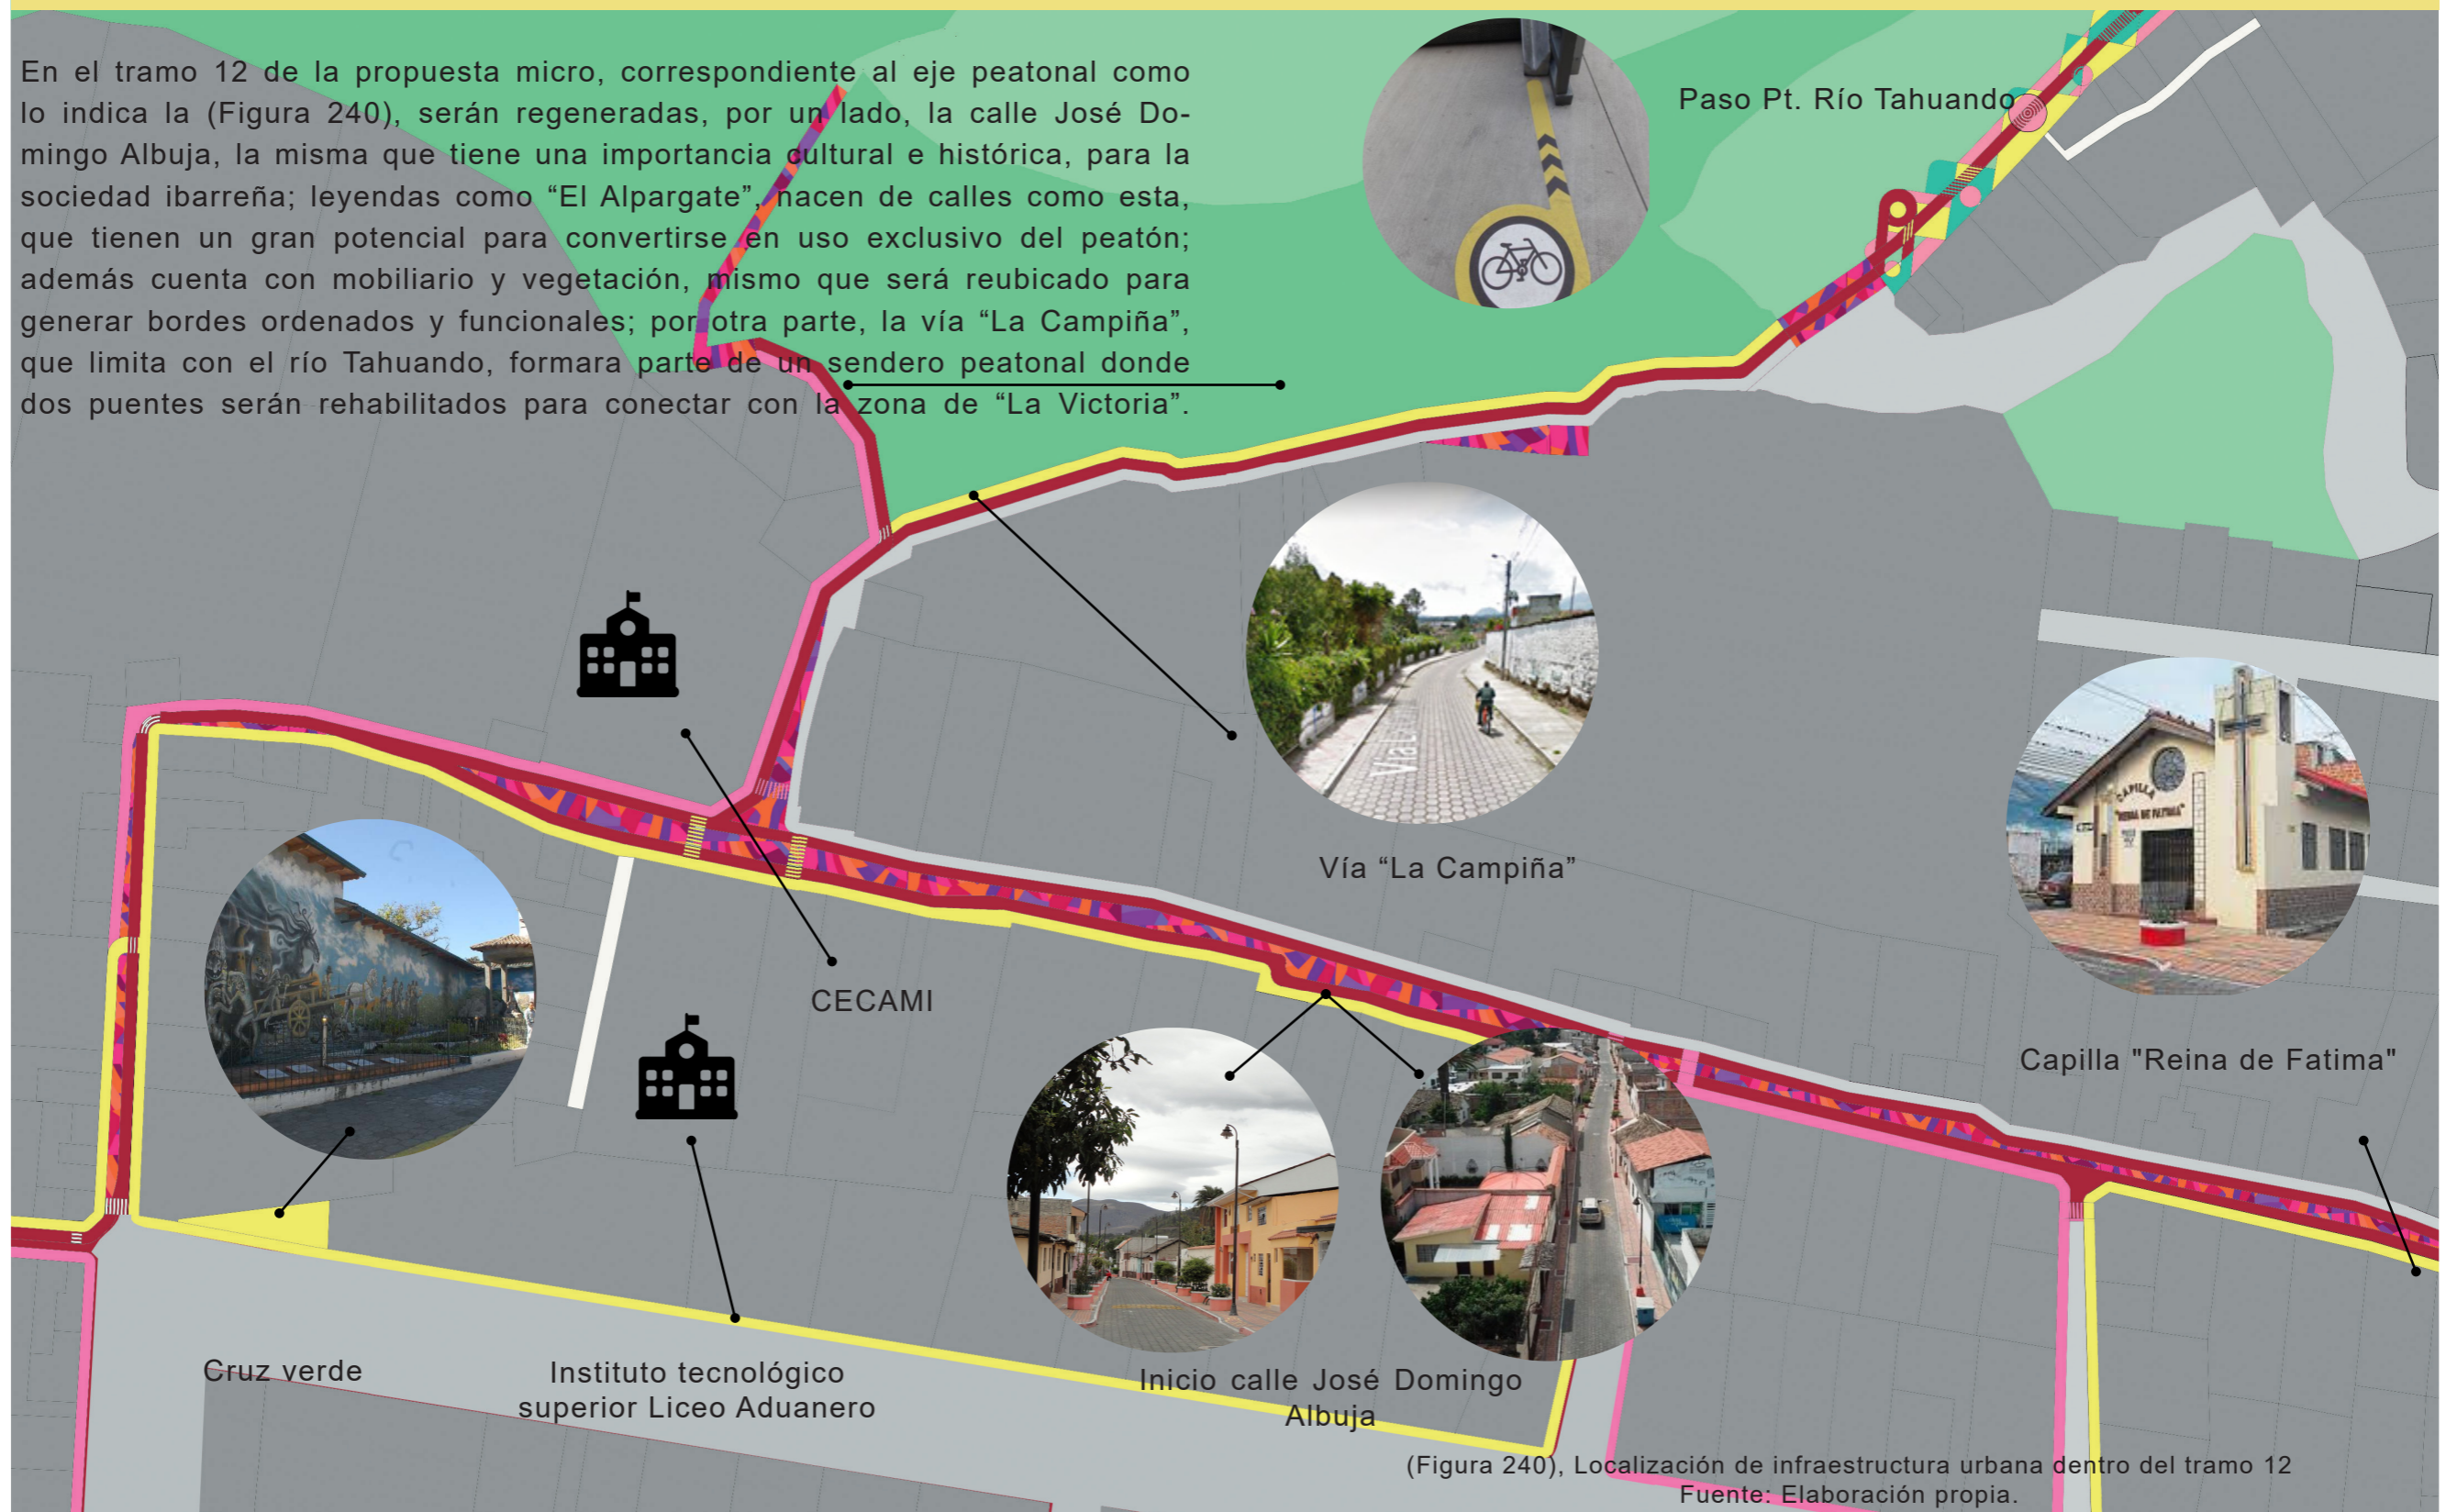 En el tramo 12 de la propuesta micro, correspondiente al eje peatonal como
lo indica la (Figura 240), serán regeneradas, por un lado, la calle José Do-
mingo Albuja, la misma que tiene una importancia cultural e histórica, para la
sociedad ibarreña; leyendas como “El Alpargate”, nacen de calles como esta,
que tienen un gran potencial para convertirse en uso exclusivo del peatón;
además cuenta con mobiliario y vegetación, mismo que será reubicado para
generar bordes ordenados y funcionales; por otra parte, la vía “La Campiña”,
que limita con el río Tahuando, formara parte de un sendero peatonal donde
dos puentes serán rehabilitados para conectar con la zona de “La Victoria”.
Paso Pt. Río Tahuando
Vía “La Campiña”
CAPILLA
"REINA DE FATIMA"
CECAMI
Capilla "Reina de Fatima"
Cruz verde
Instituto tecnológico
superior Liceo Aduanero
Inicio calle José Domingo
Albuja
(Figura 240), Localización de infraestructura urbana dentro del tramo 12
Fuente: Elaboración propia.